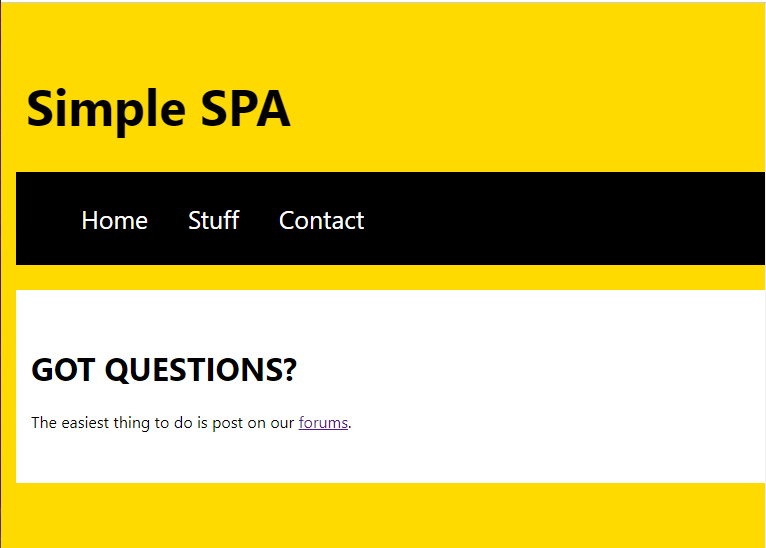 Simple SPA
Home Stuff Contact
GOT QUESTIONS?
The easiest thing to do is post on our forums.